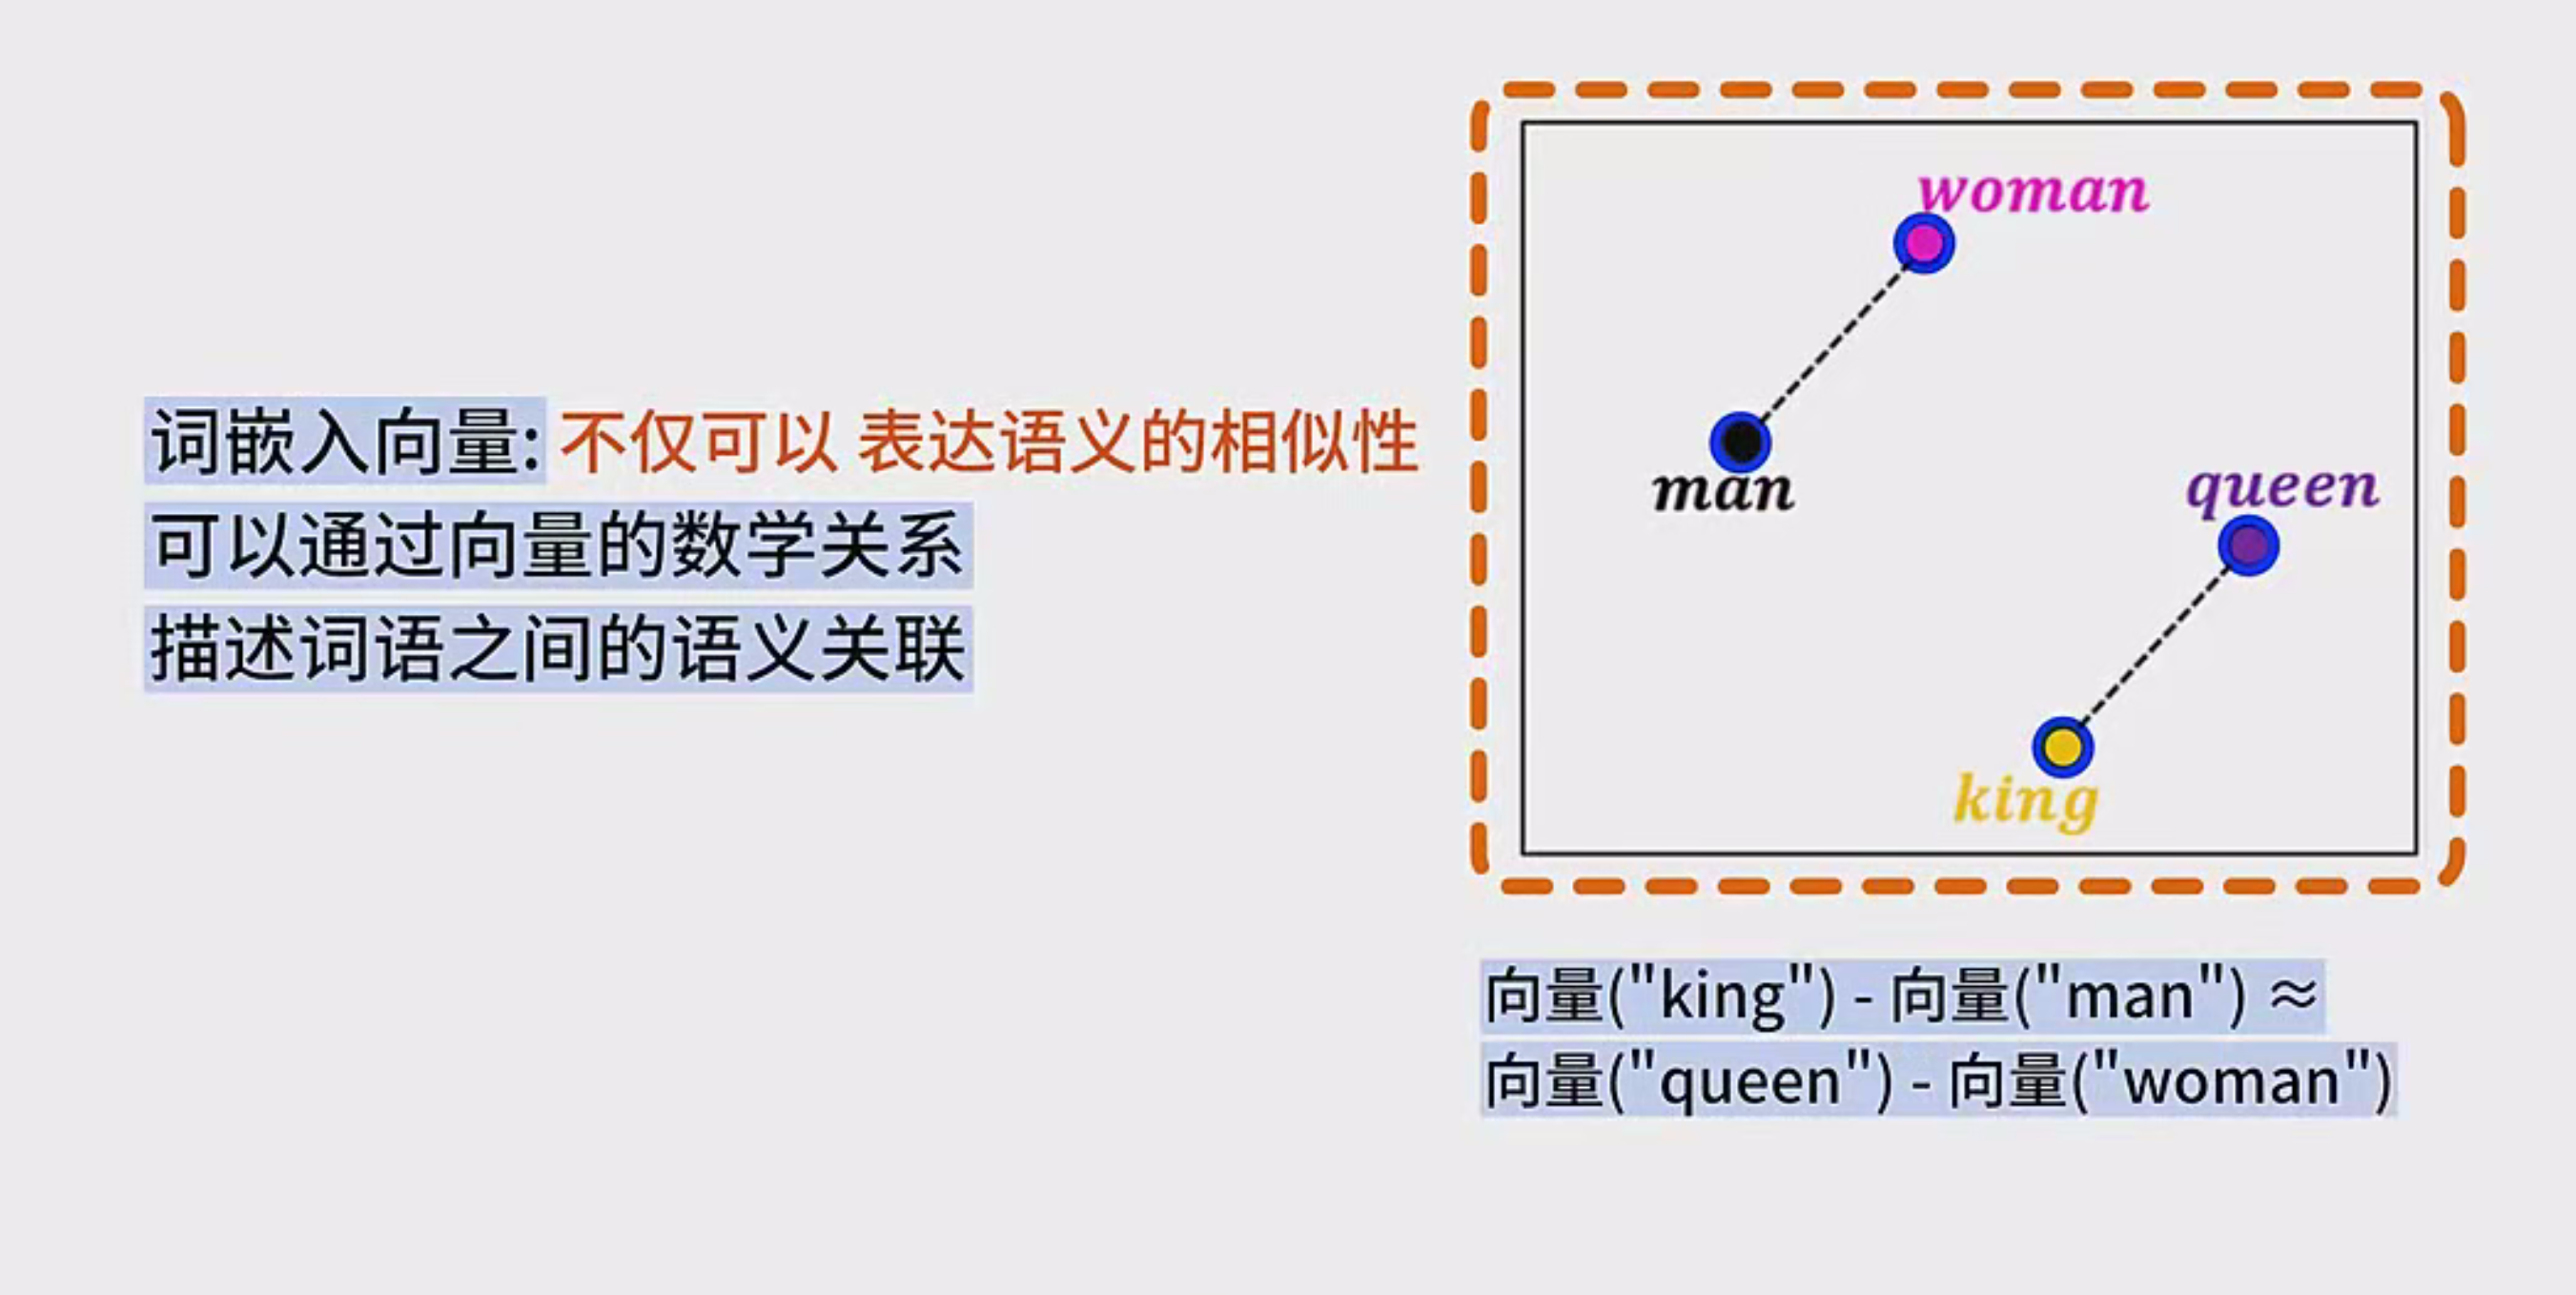 词嵌入向量: 不仅可以 表达语义的相似性
可以通过向量的数学关系
描述词语之间的语义关联
woman
man
queen
king
向量("king") - 向量("man") ≈
向量("queen") - 向量("woman")